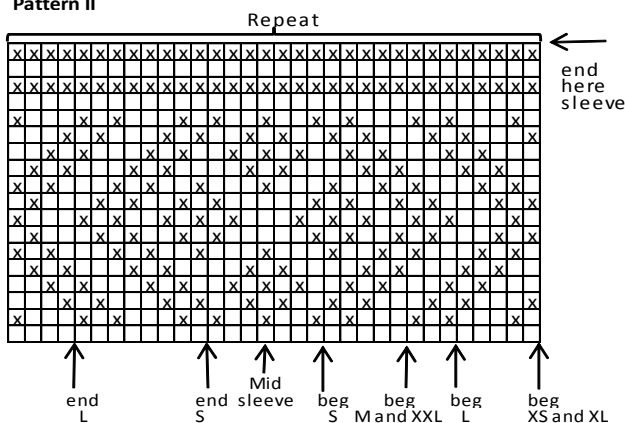 Pattern II
Repeat
end
here
sleeve
end
L
end
S
Mid
sleeve
beg
S
beg
M and XXL
beg
L
beg
XS and XL